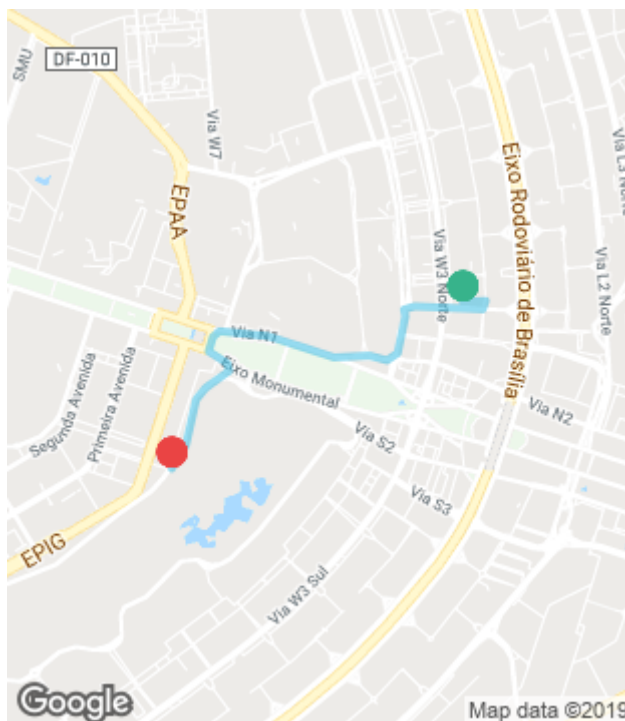 DF-010
SMU
Via W7
EPAA
Eixo Rodoviário de Brasília
Via L3 Norte
Via W3 Norte
Via L2 Norte
Via N1
Eixo Monumental
Segunda Avenida
Primeira Avenida
Via N2
Via S2
Via S3
EPIG
Via W3 Sul
Google
Map data ©2019